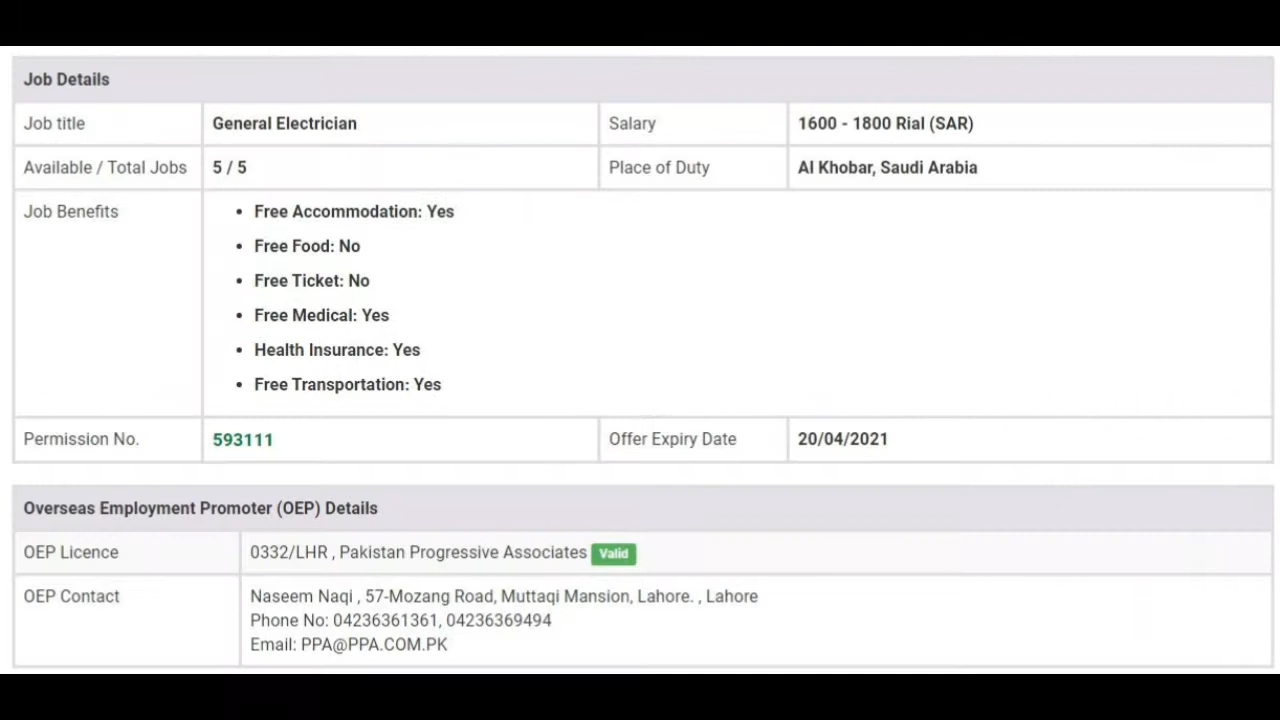 Job Details
Job title General Electrician Salary 1600 - 1800 Rial (SAR)
Available / Total Jobs 5 / 5 Place of Duty Al Khobar, Saudi Arabia
Job Benefits
• Free Accommodation: Yes
• Free Food: No
• Free Ticket: No
• Free Medical: Yes
• Health Insurance: Yes
• Free Transportation: Yes
Permission No. 593111 Offer Expiry Date 20/04/2021
Overseas Employment Promoter (OEP) Details
OEP Licence 0332/LHR , Pakistan Progressive Associates Valid
OEP Contact Naseem Naqi , 57-Mozang Road, Muttaqi Mansion, Lahore. , Lahore
Phone No: 04236361361, 04236369494
Email: PPA@PPA.COM.PK